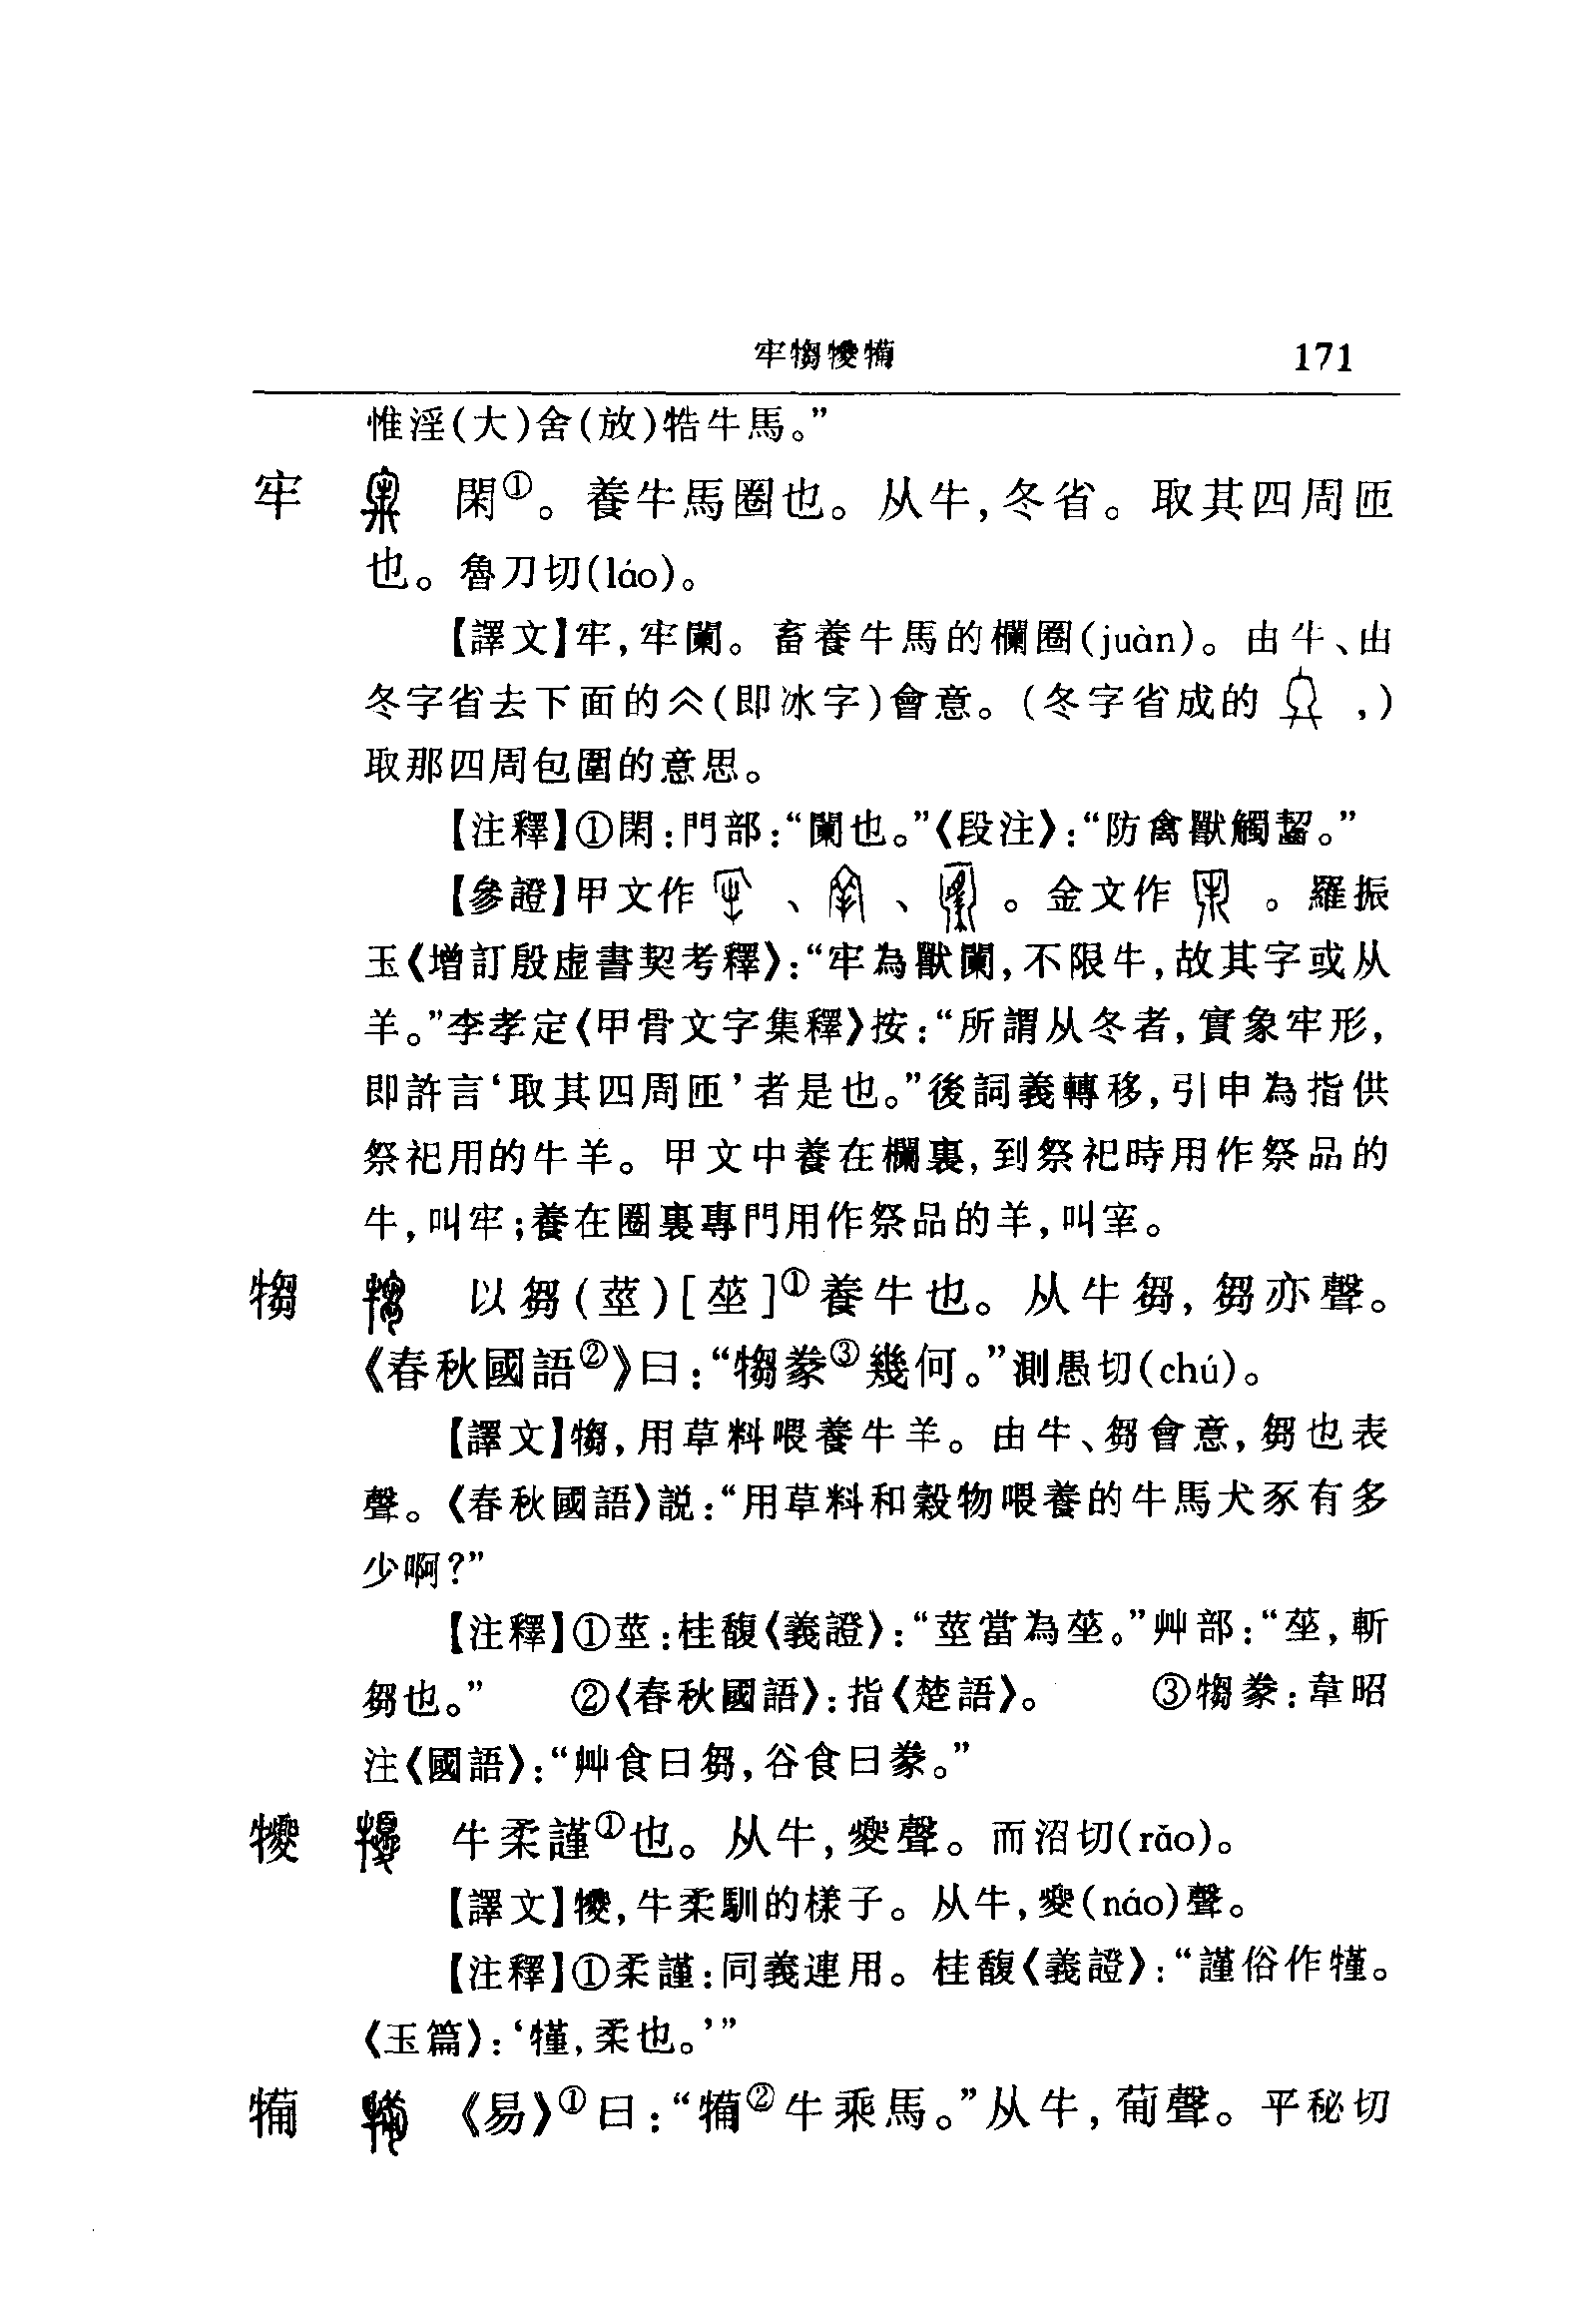 牢犓㹛犕 171
惟淫(大)舍(放)牿牛馬。”
牢 閑①。養牛馬圈也。从牛,冬省。取其四周匝
也。魯刀切(láo)。
【譯文】牢,牢闌。畜養牛馬的欄圈(juàn)。由牛、由
冬字省去下面的仌(即冰字)會意。(冬字省成的 ,)
取那四周包圍的意思。
【注釋】①閑:門部:“闌也。”《段注》:“防禽獸觸齧。”
【參證】甲文作 、 、 。金文作 。羅振
玉《增訂殷虛書契考釋》:“牢為獸闌,不限牛,故其字或从
羊。”李孝定《甲骨文字集釋》按:“所謂从冬者,實象牢形,
即許言‘取其四周匝’者是也。”後詞義轉移,引申為指供
祭祀用的牛羊。甲文中養在欄裏,到祭祀時用作祭品的
牛,叫牢;養在圈裏專門用作祭品的羊,叫䍽。
犓 以芻(莖)[莝]①養牛也。从牛芻,芻亦聲。
《春秋國語②》曰:“犓豢③幾何。”測愚切(chú)。
【譯文】犓,用草料喂養牛羊。由牛、芻會意,芻也表
聲。《春秋國語》説:“用草料和穀物喂養的牛馬犬豕有多
少啊?”
【注釋】①莖:桂馥《義證》:“莖當為莝。”艸部:“莝,斬
芻也。” ②《春秋國語》:指《楚語》。 ③犓豢:韋昭
注《國語》:“艸食曰芻,谷食曰豢。”
㹛 牛柔謹①也。从牛,夒聲。而沼切(rǎo)。
【譯文】㹛,牛柔馴的樣子。从牛,夒(náo)聲。
【注釋】①柔謹:同義連用。桂馥《義證》:“謹俗作㹏。
《玉篇》:‘㹏,柔也。’”
犕 《易》①曰:“犕②牛乘馬。”从牛,𤰈聲。平秘切